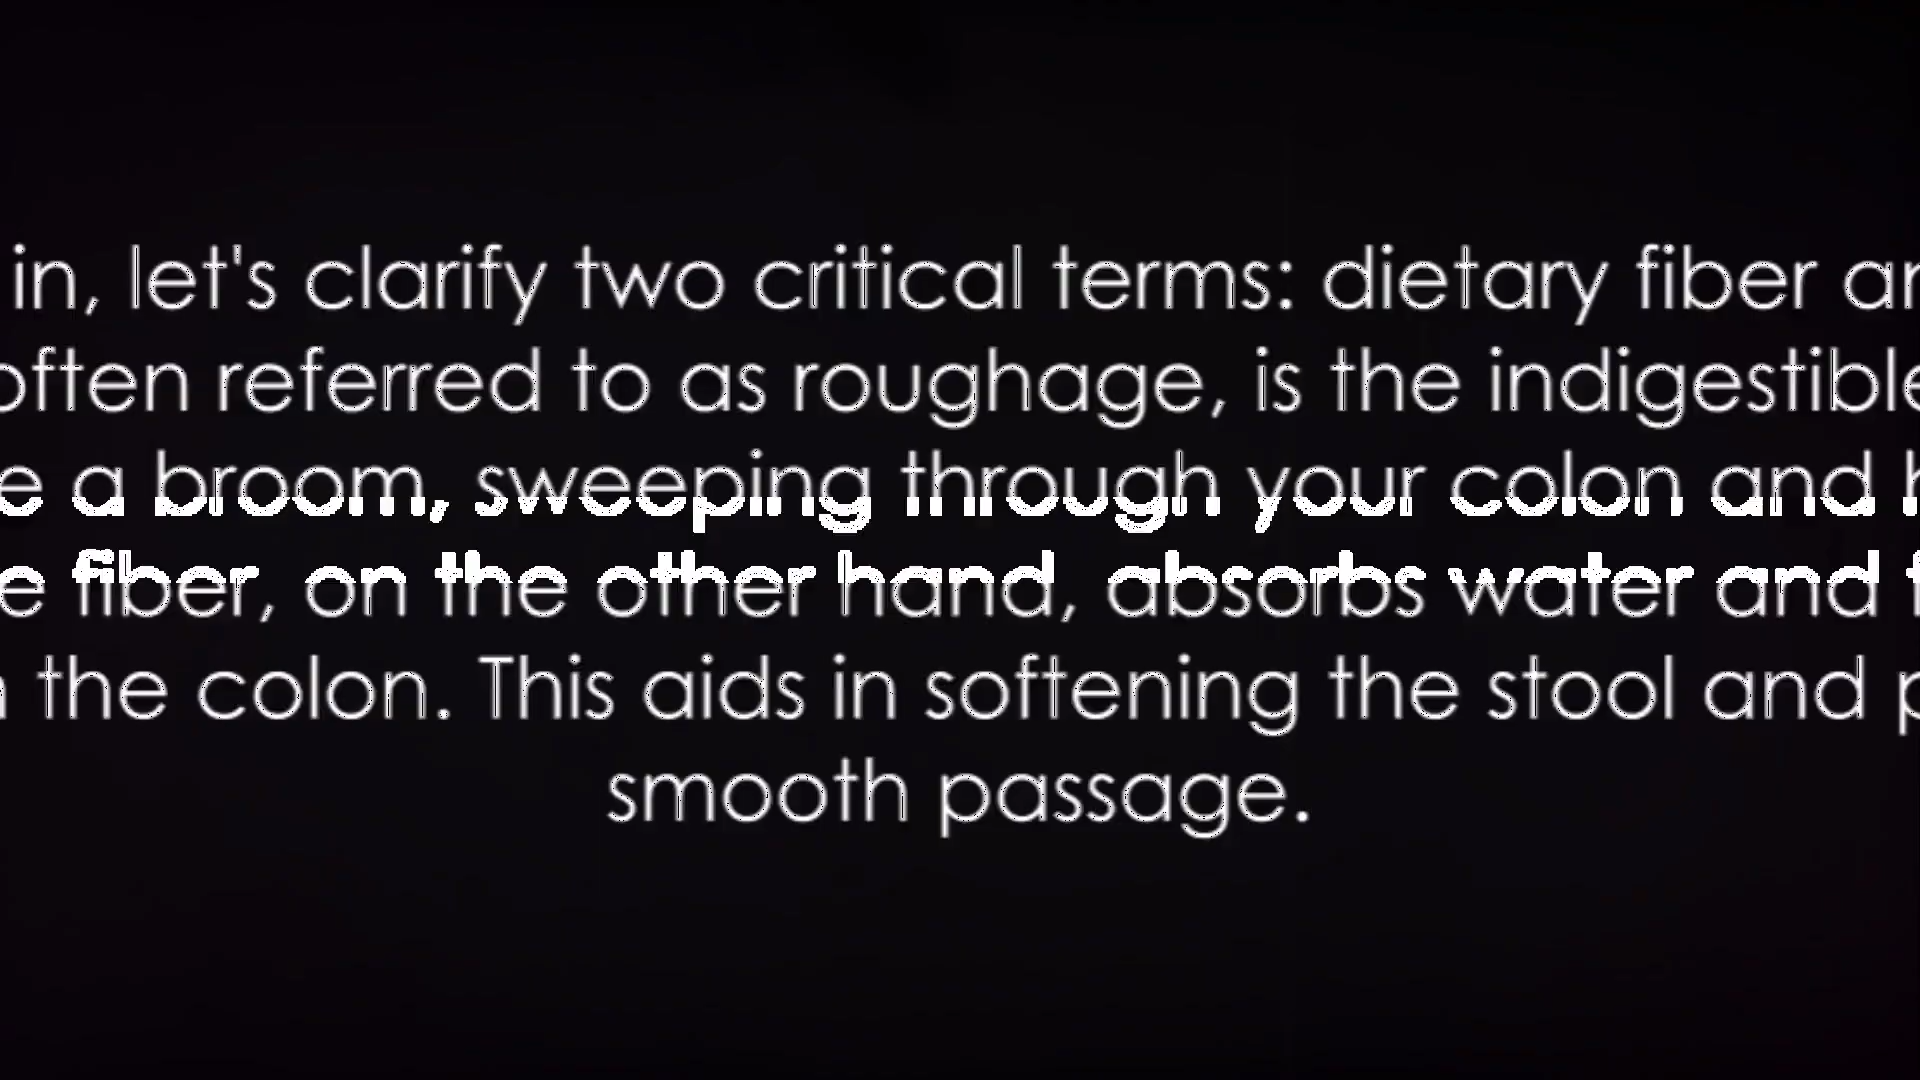 in, let's clarify two critical terms: dietary fiber
often referred to as roughage, is the
a broom, sweeping through your colon and
fiber, on the other hand, absorbs water and
the colon. This aids in softening the stool and
smooth passage.